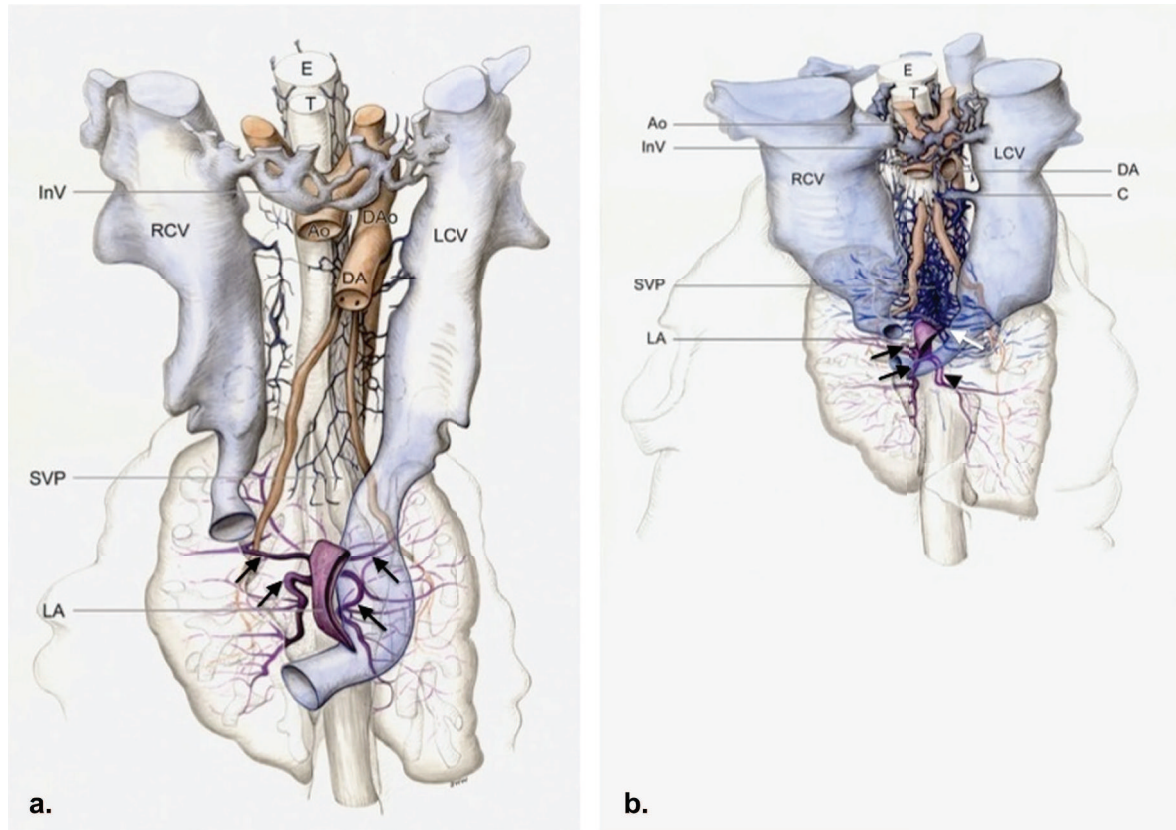 E
T
InV
RCV
Ao
DAo
LCV
DA
SVP
LA
a.
E
T
Ao
InV
LCV
RCV
DA
C
SVP
LA
b.